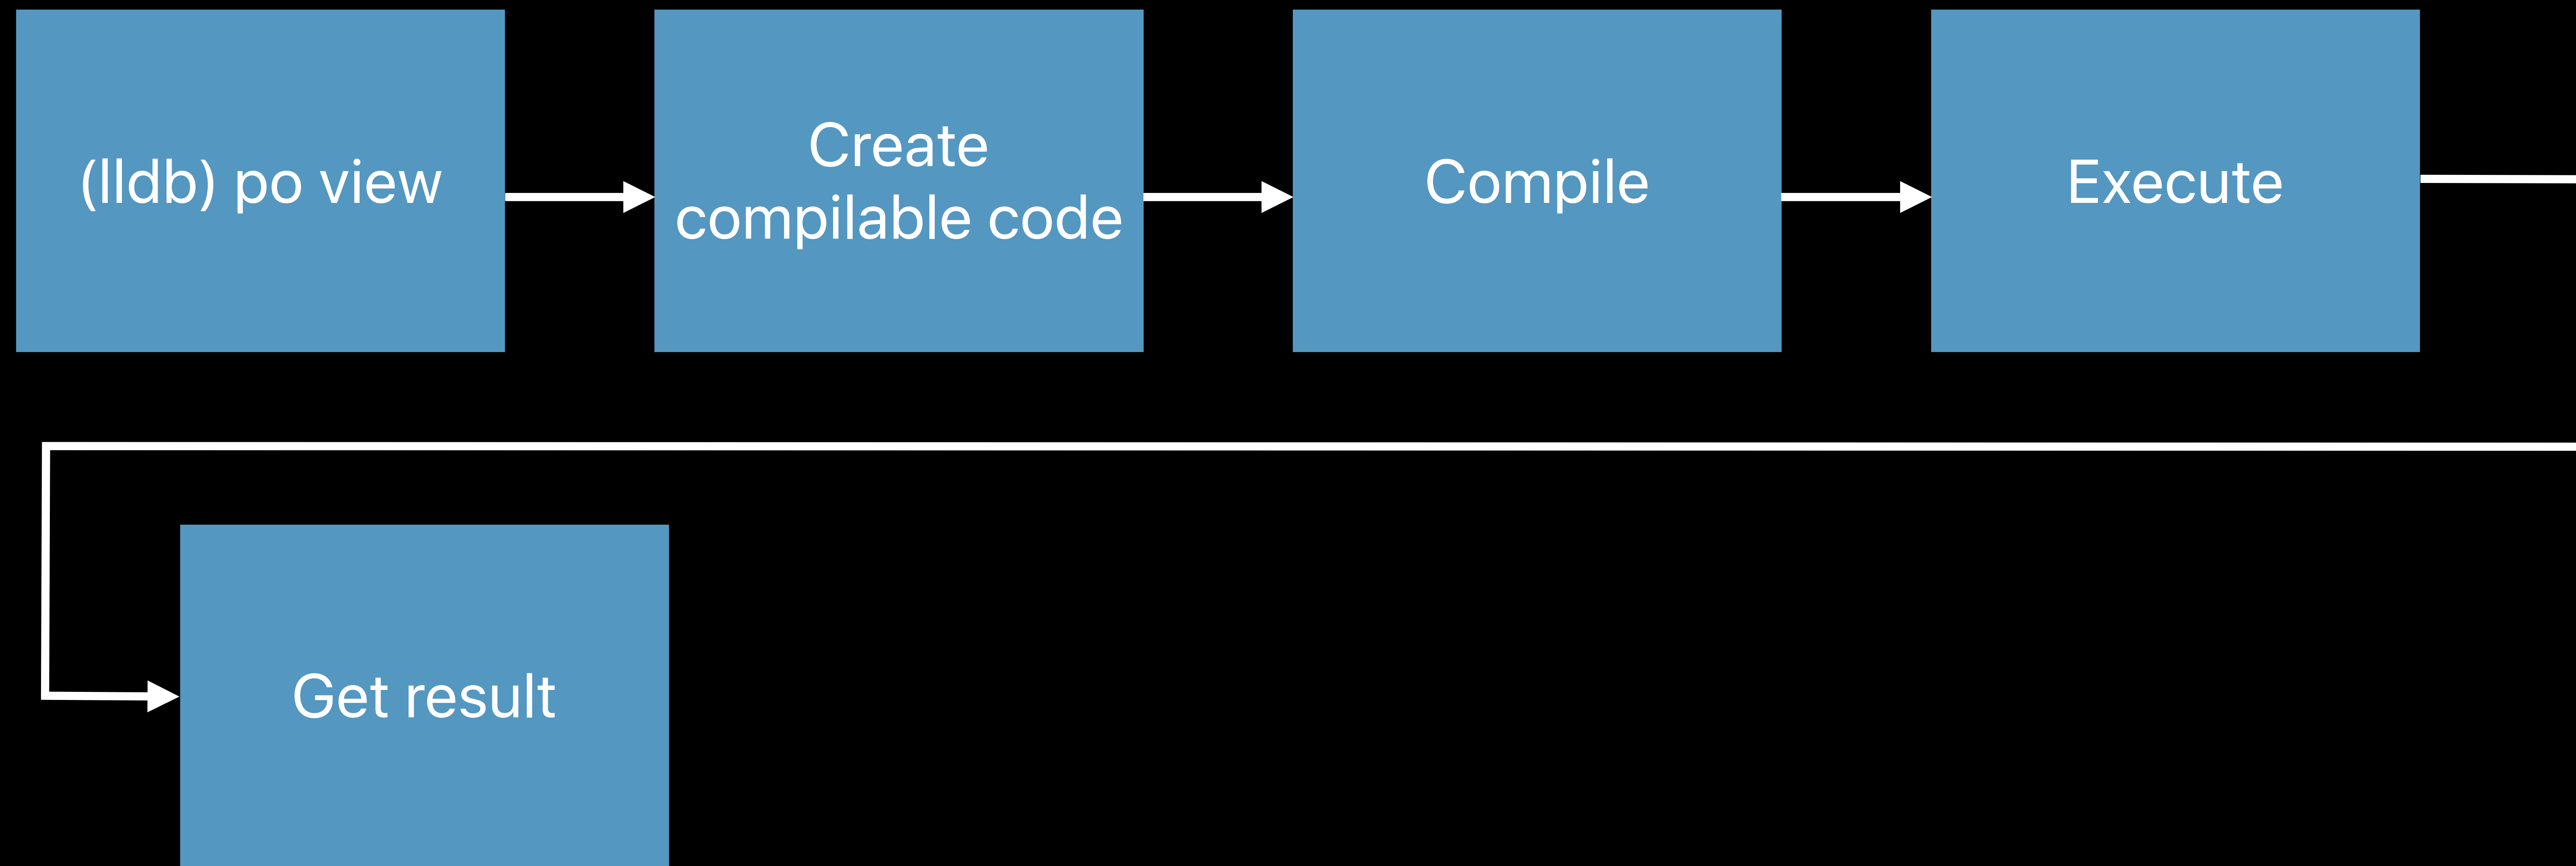 (lldb) po view
Create
compilable code
Compile
Execute
Get result